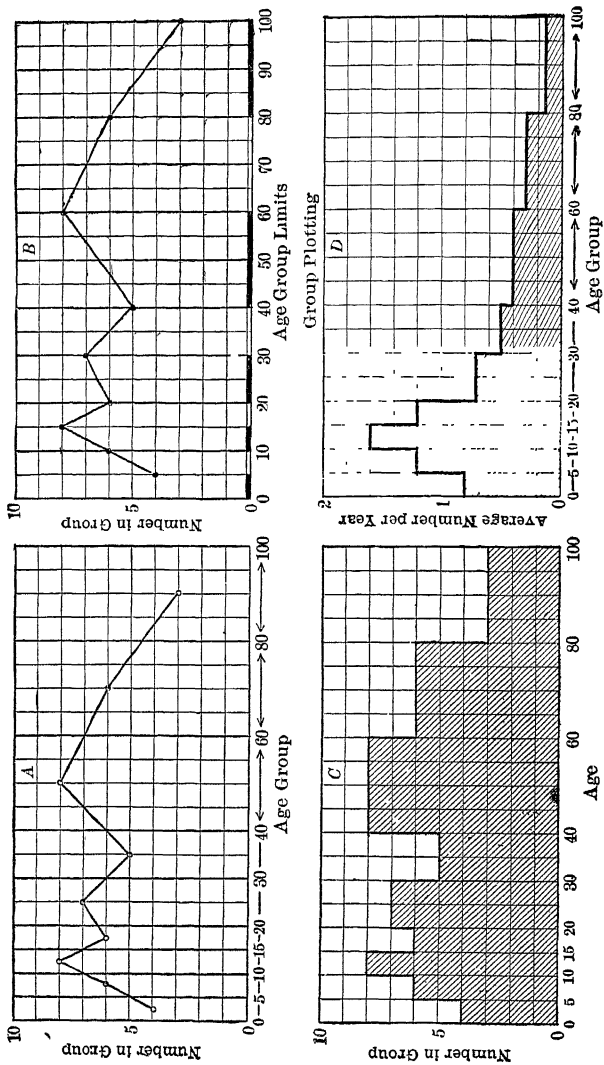 A
Number in Group
10
5
0
0–5–10–15–20 — 30 — 40 <— —> 60 <— —> 80 <— —> 100
Age Group
B
Number in Group
10
5
0
0 10 20 30 40 50 60 70 80 90 100
Age Group Limits
Group Plotting
C
Number in Group
10
5
0
0 5 10 15 20 30 40 60 80 100
Age
D
Average Number per Year
2
1
0
0–5–10–15–20—30— 40 <— —> 60 <— —> 80 <— —> 100
Age Group